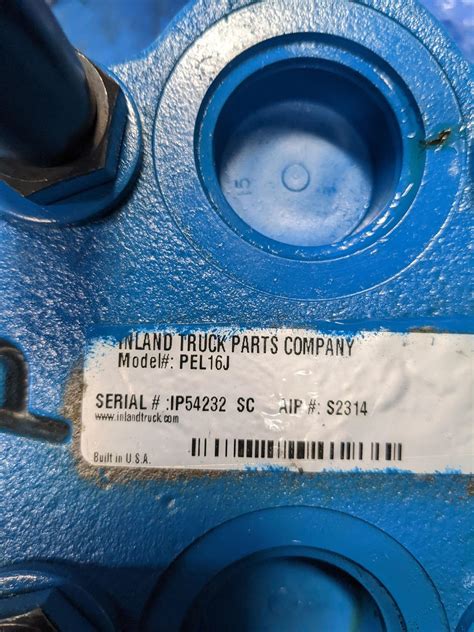 INLAND TRUCK PARTS COMPANY
Model#: PEL16J
SERIAL # :IP54232 SC AIP #: S2314
www.inlandtruck.com
Built in U.S.A.